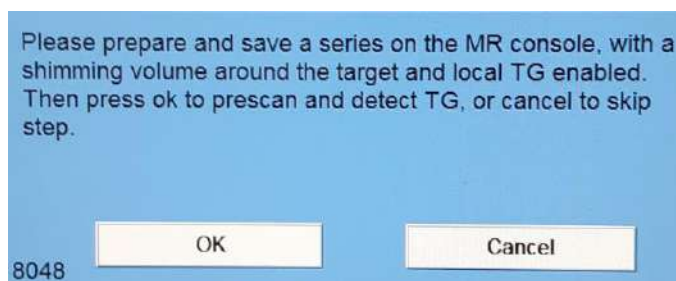 Please prepare and save a series on the MR console, with a
shimming volume around the target and local TG enabled.
Then press ok to prescan and detect TG, or cancel to skip
step.
OK
Cancel
8048